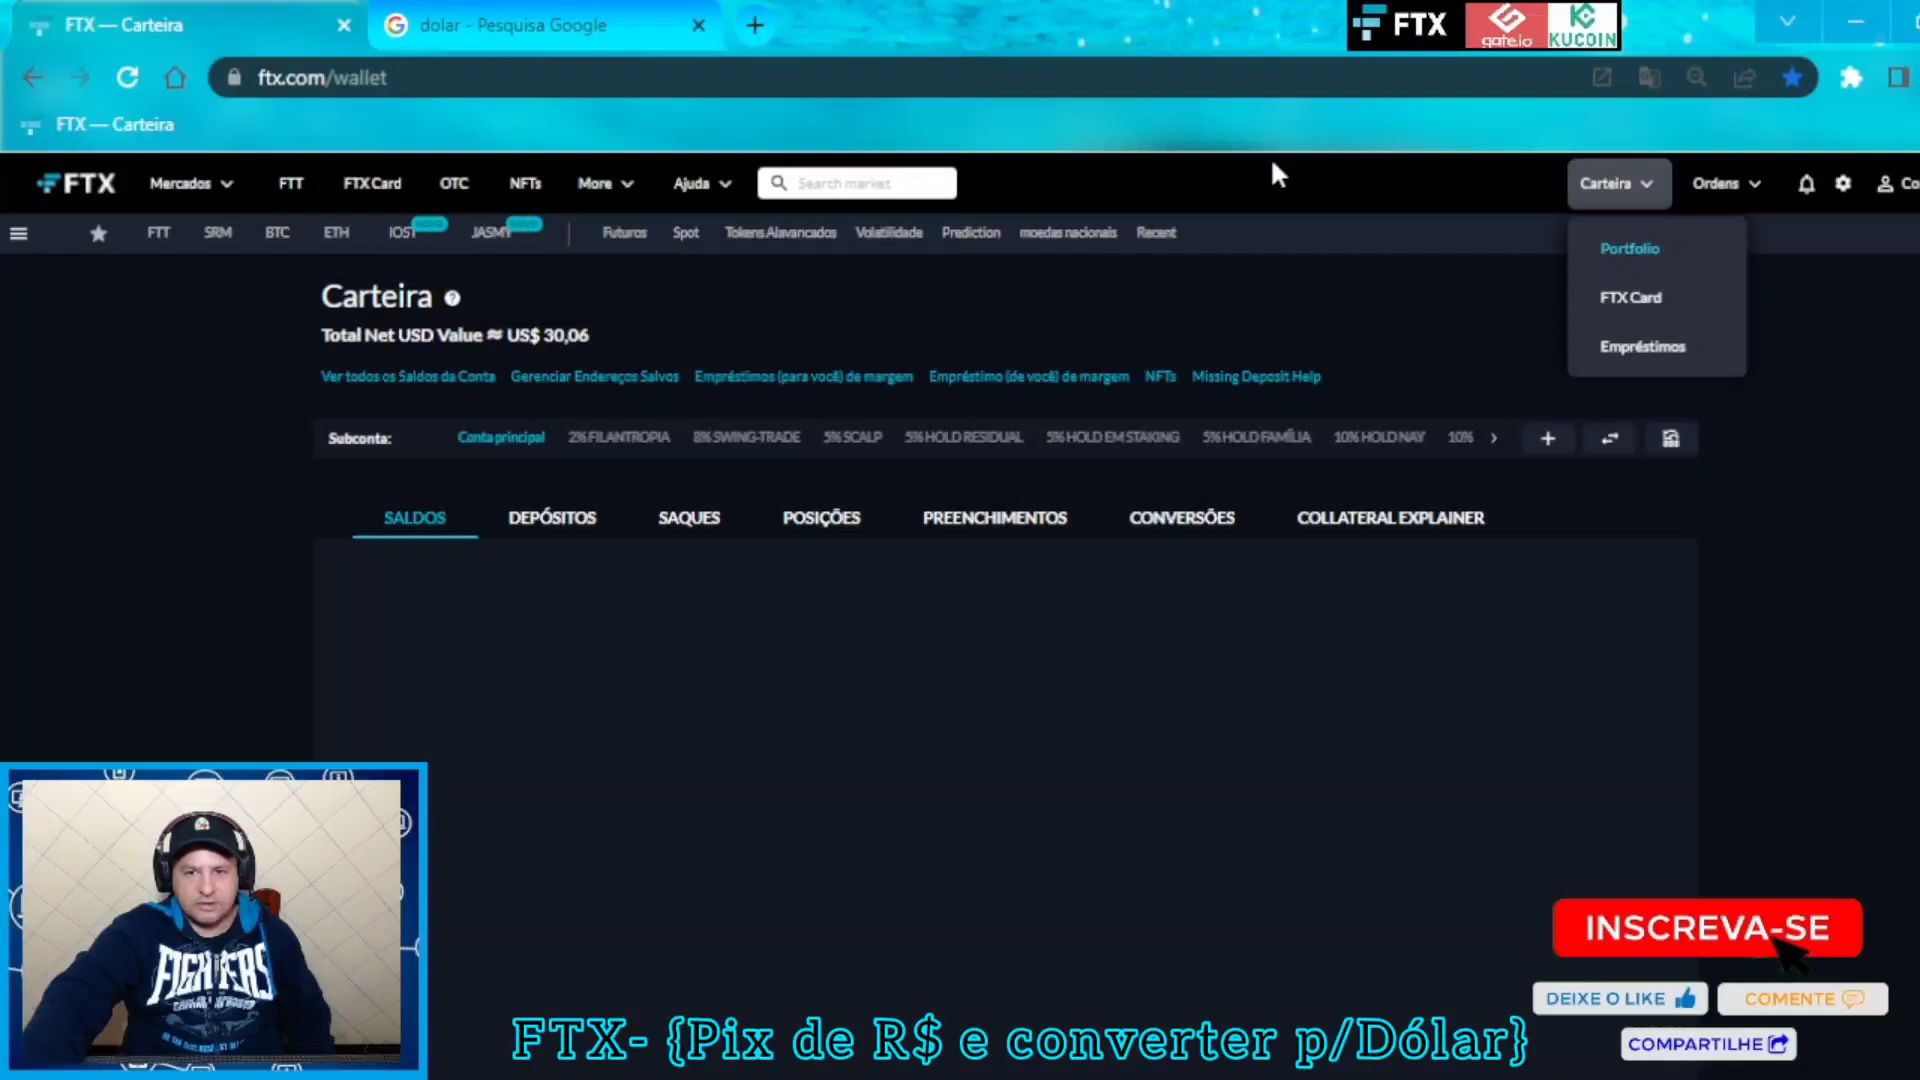 FTX — Carteira
dolar - Pesquisa Google
FTX
gate.io
KUCOIN
ftx.com/wallet
FTX — Carteira
FTX
Mercados
FTT
FTX Card
OTC
NFTs
More
Ajuda
Search market
Carteira
Ordens
Co
FTT
SRM
BTC
ETH
IOST
JASMY
Futuros
Spot
Tokens Alavancados
Volatilidade
Prediction
moedas nacionais
Recent
Portfolio
FTX Card
Empréstimos
Carteira
Total Net USD Value ≈ US$ 30,06
Ver todos os Saldos da Conta
Gerenciar Endereços Salvos
Empréstimos (para você) de margem
Empréstimo (de você) de margem
NFTs
Missing Deposit Help
Subconta:
Conta principal
2% FILANTROPIA
8% SWING-TRADE
5% SCALP
5% HOLD RESIDUAL
5% HOLD EM STAKING
5% HOLD FAMÍLIA
10% HOLD NAY
10%
SALDOS
DEPÓSITOS
SAQUES
POSIÇÕES
PREENCHIMENTOS
CONVERSÕES
COLLATERAL EXPLAINER
FIGHTERS
INSCREVA-SE
DEIXE O LIKE
COMENTE
COMPARTILHE
FTX- {Pix de R$ e converter p/Dólar}